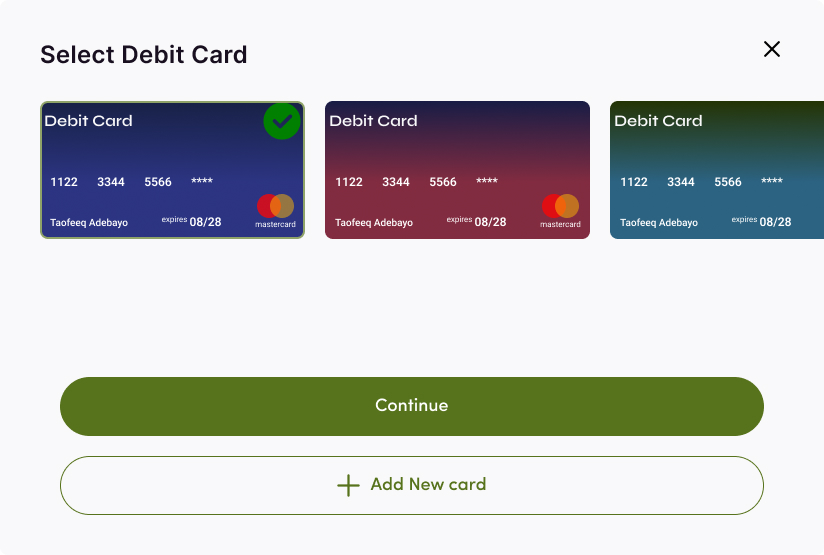 Select Debit Card
Debit Card
1122 3344 5566 ****
Taofeeq Adebayo expires 08/28
mastercard
Debit Card
1122 3344 5566 ****
Taofeeq Adebayo expires 08/28
mastercard
Debit Card
1122 3344 5566 ****
Taofeeq Adebayo expires 08/28
Continue
Add New card